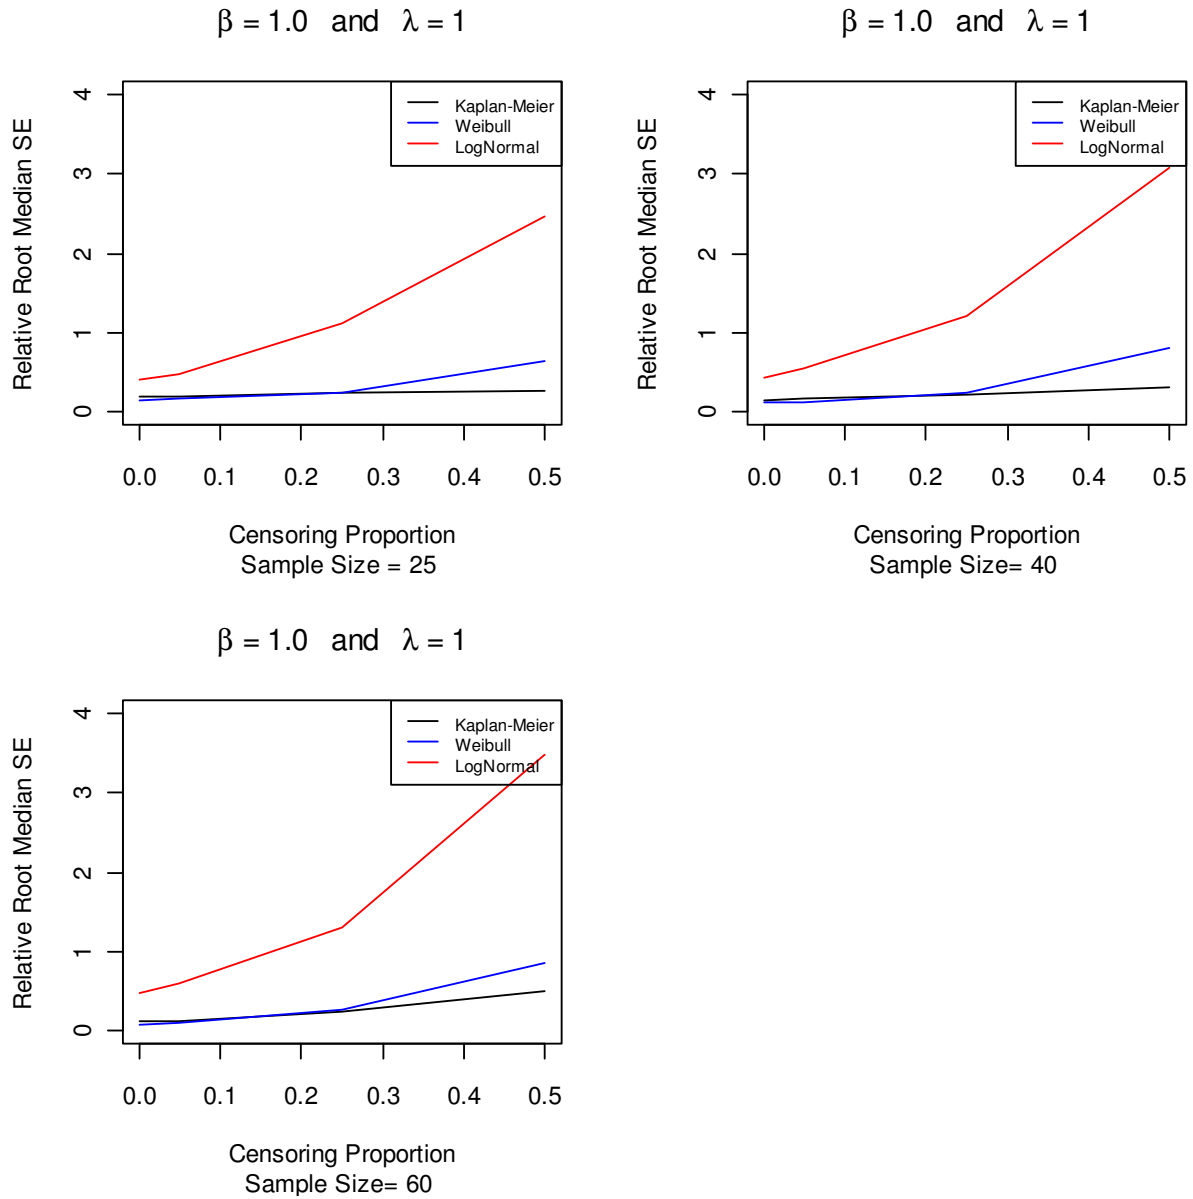 β = 1.0 and λ = 1
Relative Root Median SE
4
3
2
1
0
Kaplan-Meier
Weibull
LogNormal
0.0 0.1 0.2 0.3 0.4 0.5
Censoring Proportion
Sample Size = 25
β = 1.0 and λ = 1
Relative Root Median SE
4
3
2
1
0
Kaplan-Meier
Weibull
LogNormal
0.0 0.1 0.2 0.3 0.4 0.5
Censoring Proportion
Sample Size= 40
β = 1.0 and λ = 1
Relative Root Median SE
4
3
2
1
0
Kaplan-Meier
Weibull
LogNormal
0.0 0.1 0.2 0.3 0.4 0.5
Censoring Proportion
Sample Size= 60